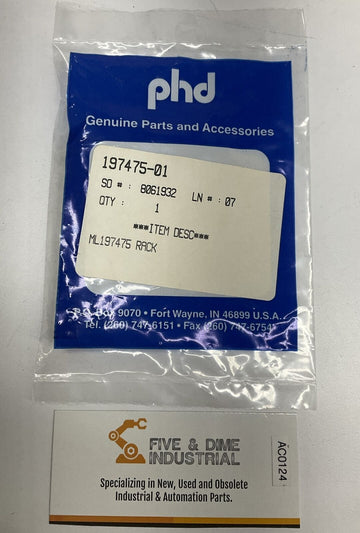 phd
Genuine Parts and Accessories
197475-01
SO # : 8061932 LN # : 07
QTY : 1
***ITEM DESC***
ML197475 RACK
P.O. Box 9070 • Fort Wayne, IN 46899 U.S.A.
Tel. (260) 747-6151 • Fax (260) 747-6754
FIVE & DIME
INDUSTRIAL
Specializing in New, Used and Obsolete
Industrial & Automation Parts.
AC0124